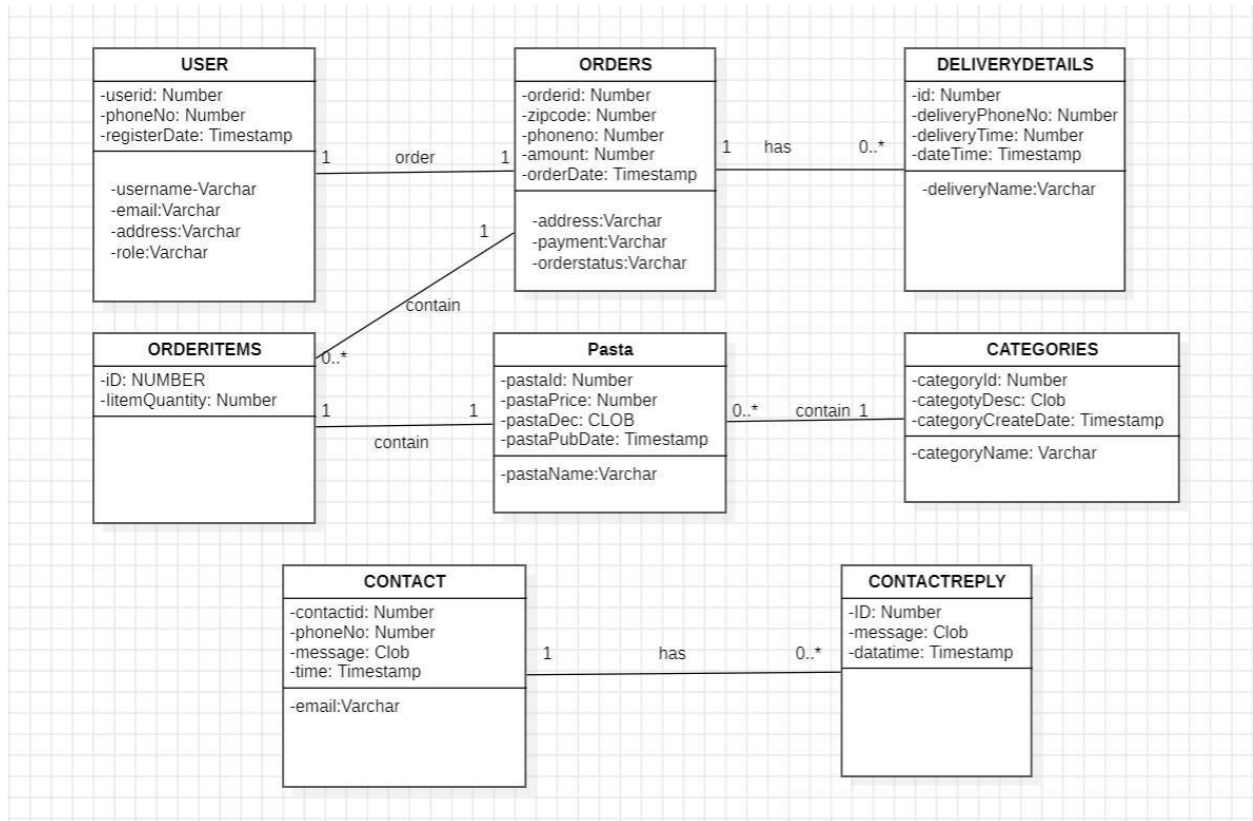 USER
-userid: Number
-phoneNo: Number
-registerDate: Timestamp
-username-Varchar
-email:Varchar
-address:Varchar
-role:Varchar
1
order
1
ORDERS
-orderid: Number
-zipcode: Number
-phoneno: Number
-amount: Number
-orderDate: Timestamp
-address:Varchar
-payment:Varchar
-orderstatus:Varchar
1
has
0..*
DELIVERYDETAILS
-id: Number
-deliveryPhoneNo: Number
-deliveryTime: Number
-dateTime: Timestamp
-deliveryName:Varchar
1
contain
0..*
ORDERITEMS
-iD: NUMBER
-IitemQuantity: Number
1
contain
1
Pasta
-pastaId: Number
-pastaPrice: Number
-pastaDec: CLOB
-pastaPubDate: Timestamp
-pastaName:Varchar
0..*
contain
1
CATEGORIES
-categoryId: Number
-categotyDesc: Clob
-categoryCreateDate: Timestamp
-categoryName: Varchar
CONTACT
-contactid: Number
-phoneNo: Number
-message: Clob
-time: Timestamp
-email:Varchar
1
has
0..*
CONTACTREPLY
-ID: Number
-message: Clob
-datatime: Timestamp